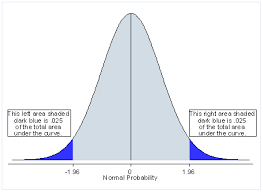 This left area shaded
dark blue is .025
of the total area
under the curve.
This right area shaded
dark blue is .025
of the total area
under the curve.
-1.96
0
1.96
Normal Probability